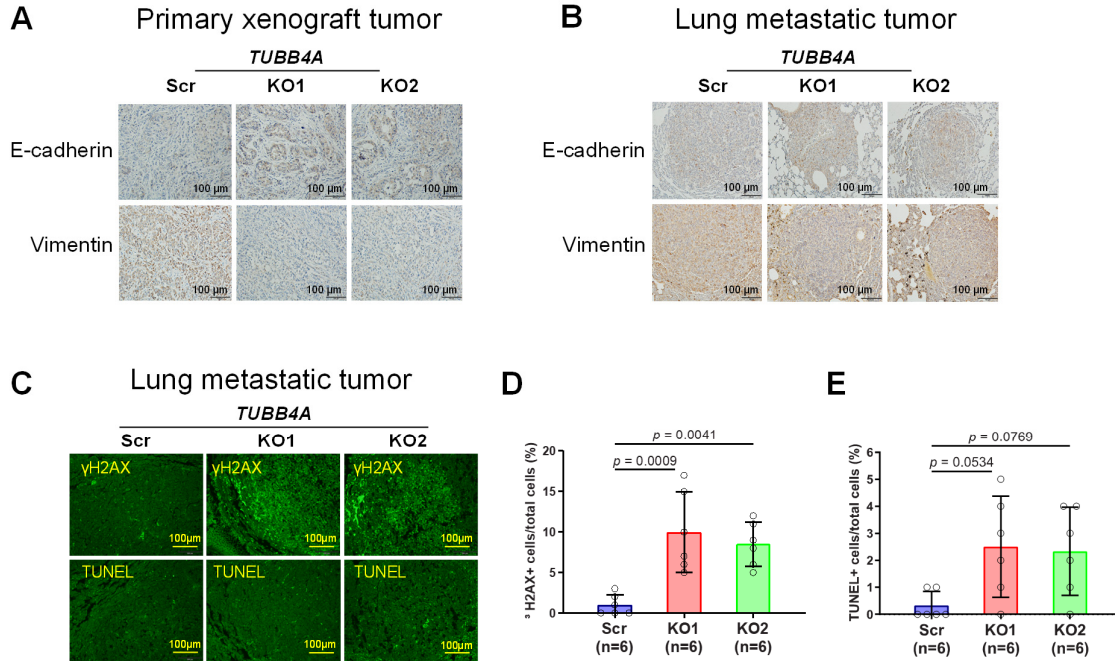 A
Primary xenograft tumor
TUBB4A
Scr KO1 KO2
E-cadherin
100 µm 100 µm 100 µm
Vimentin
100 µm 100 µm 100 µm
B
Lung metastatic tumor
TUBB4A
Scr KO1 KO2
E-cadherin
100 µm 100 µm 100 µm
Vimentin
100 µm 100 µm 100 µm
C
Lung metastatic tumor
TUBB4A
Scr KO1 KO2
γH2AX γH2AX γH2AX
100µm 100µm 100µm
TUNEL TUNEL TUNEL
100µm 100µm 100µm
D
³ H2AX+ cells/total cells (%)
20
15
10
5
0
p = 0.0041
p = 0.0009
Scr KO1 KO2
(n=6) (n=6) (n=6)
E
TUNEL+ cells/total cells (%)
6
5
4
3
2
1
0
p = 0.0769
p = 0.0534
Scr KO1 KO2
(n=6) (n=6) (n=6)